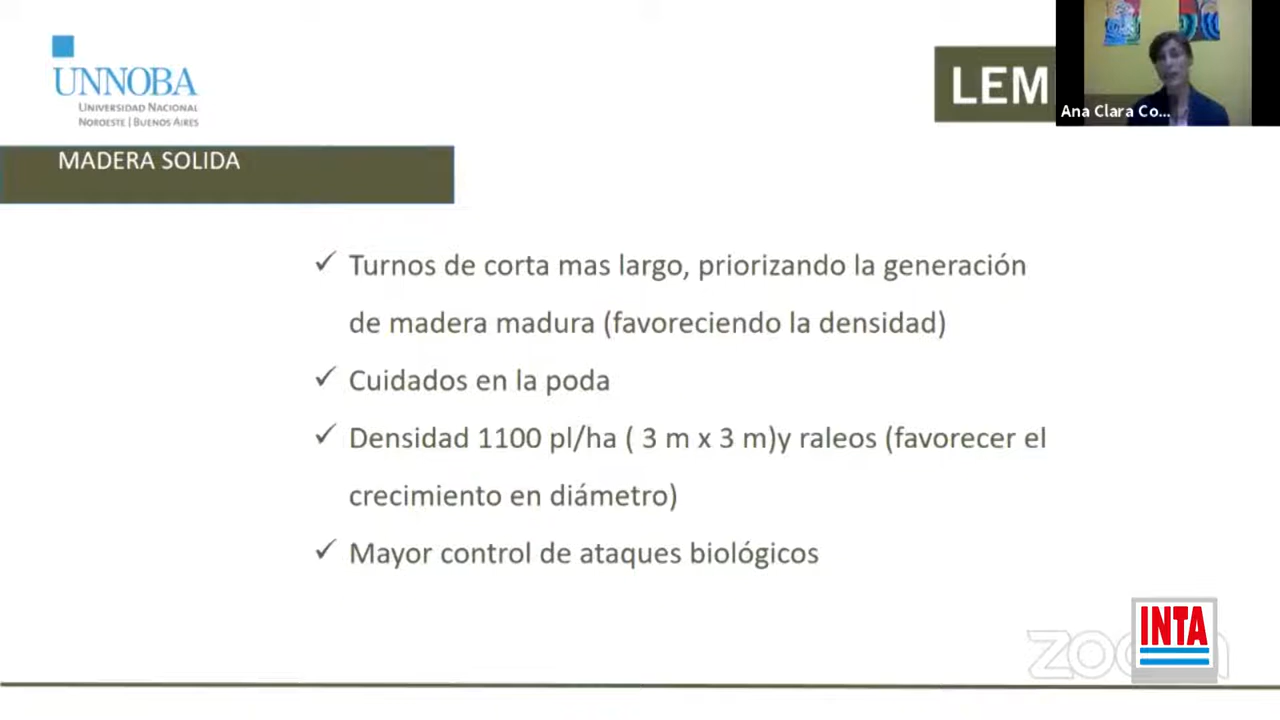 UNNOBA
UNIVERSIDAD NACIONAL
NOROESTE | BUENOS AIRES
LEM
Ana Clara Co...
MADERA SOLIDA
✓ Turnos de corta mas largo, priorizando la generación
de madera madura (favoreciendo la densidad)
✓ Cuidados en la poda
✓ Densidad 1100 pl/ha ( 3 m x 3 m)y raleos (favorecer el
crecimiento en diámetro)
✓ Mayor control de ataques biológicos
zoom
INTA